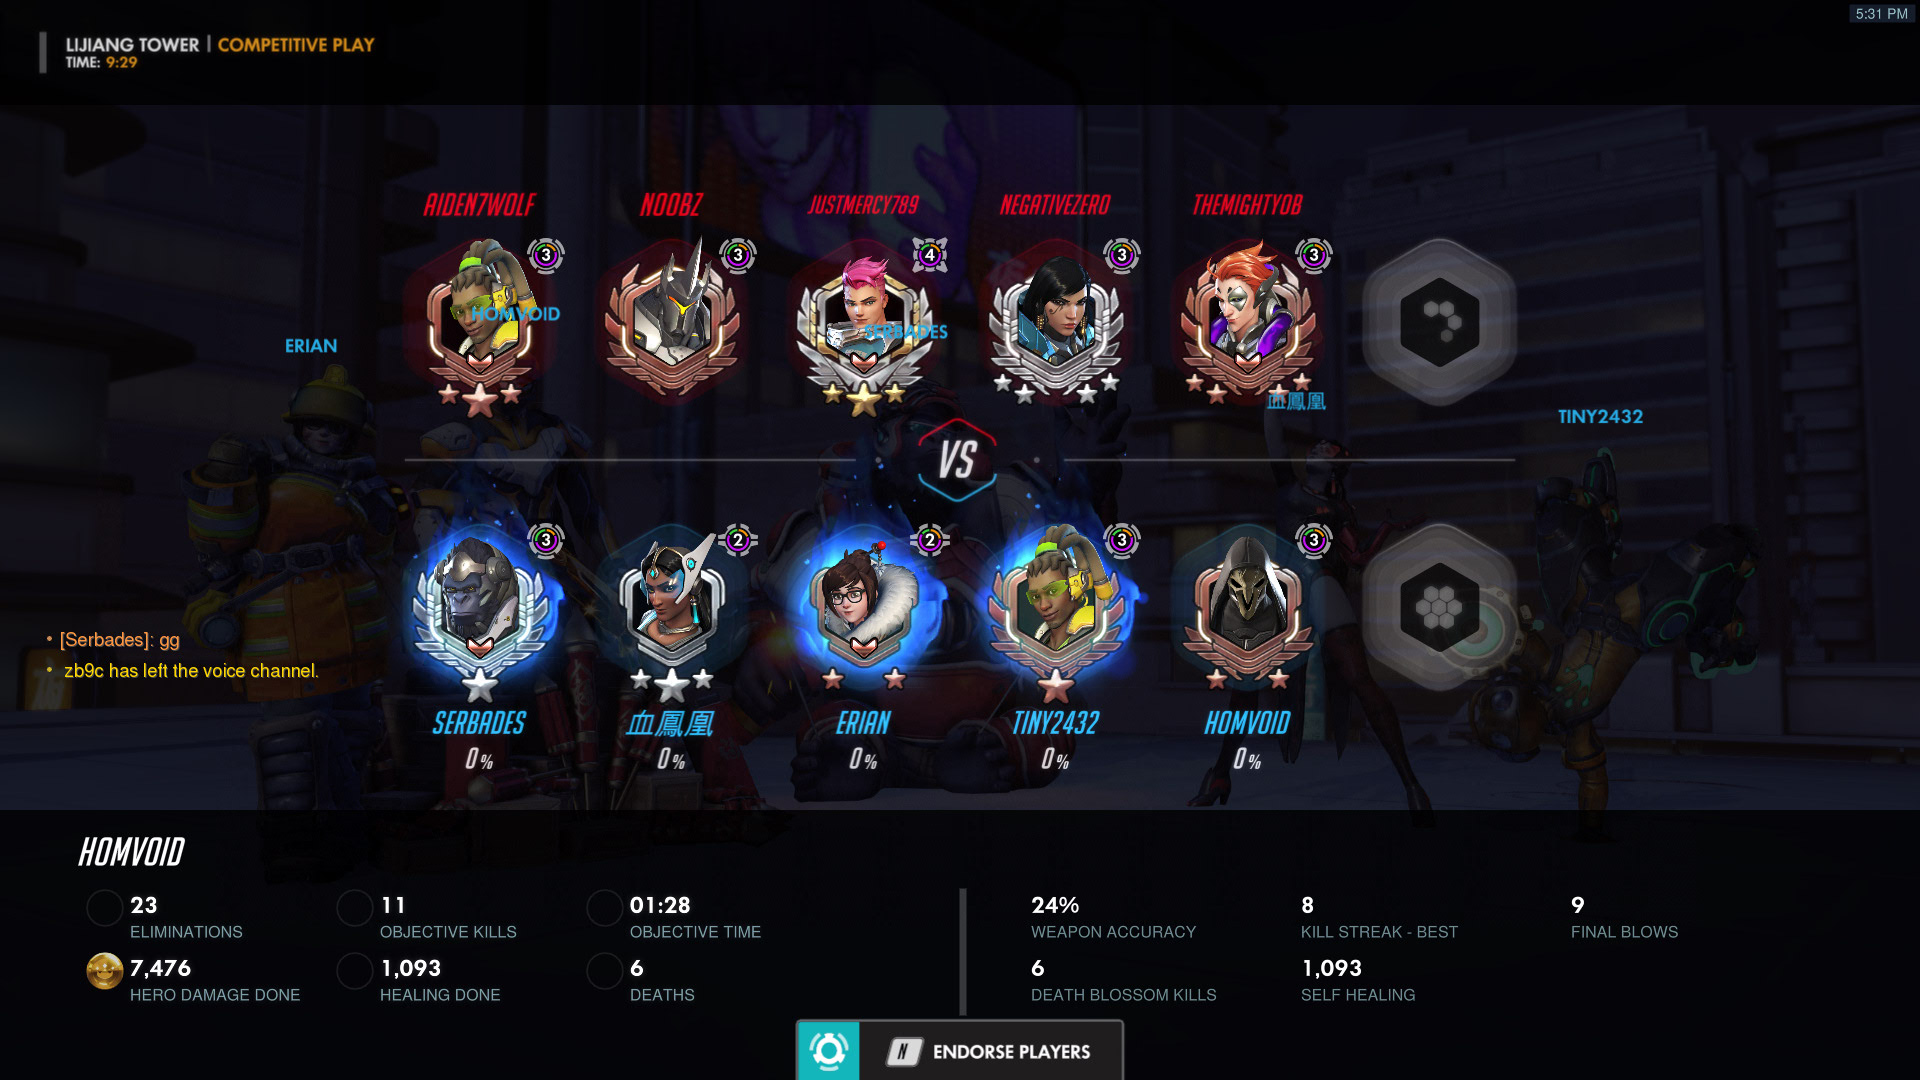 5:31 PM
LIJIANG TOWER | COMPETITIVE PLAY
TIME: 9:29
AIDEN7WOLF
NOOBZ
JUSTMERCY789
NEGATIVEZERO
THEMIGHTYOB
3
3
4
3
3
HOMVOID
SERBADES
ERIAN
血鳳凰
TINY2432
VS
3
2
2
3
3
[Serbades]: gg
zb9c has left the voice channel.
SERBADES
血鳳凰
ERIAN
TINY2432
HOMVOID
0%
0%
0%
0%
0%
HOMVOID
23
ELIMINATIONS
11
OBJECTIVE KILLS
01:28
OBJECTIVE TIME
24%
WEAPON ACCURACY
8
KILL STREAK - BEST
9
FINAL BLOWS
7,476
HERO DAMAGE DONE
1,093
HEALING DONE
6
DEATHS
6
DEATH BLOSSOM KILLS
1,093
SELF HEALING
N ENDORSE PLAYERS